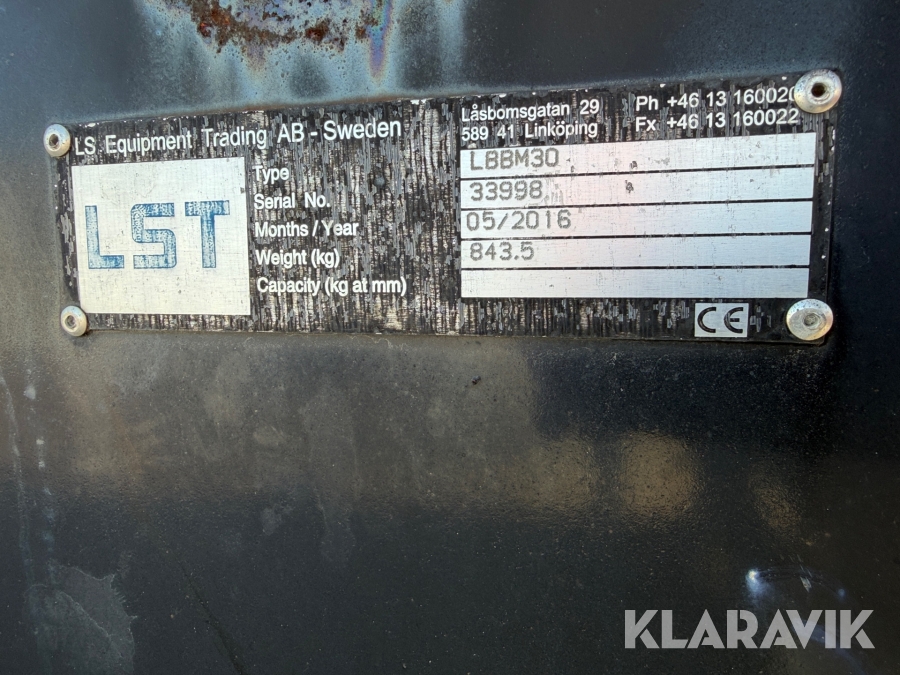 LS Equipment Trading AB - Sweden
Låsbomsgatan 29
589 41 Linköping
Ph +46 13 160020
Fx +46 13 160022
LST
Type LBBM30
Serial No. 33998
Months / Year 05/2016
Weight (kg) 843.5
Capacity (kg at mm)
CE
KLARAVIK